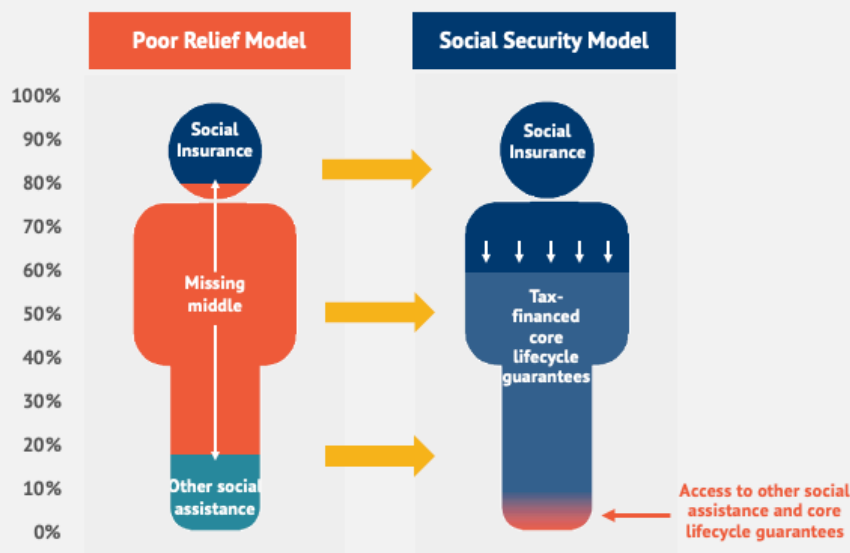 Poor Relief Model
Social Security Model
100%
90%
80%
70%
60%
50%
40%
30%
20%
10%
0%
Social
Insurance
Missing
middle
Other social
assistance
Social
Insurance
Tax-
financed
core
lifecycle
guarantees
Access to other social
assistance and core
lifecycle guarantees